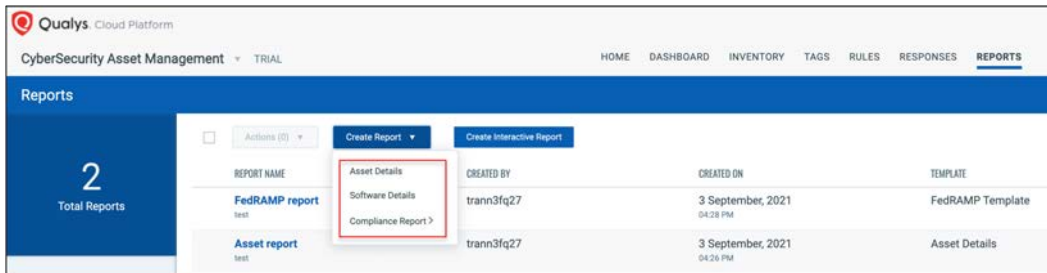 Qualys. Cloud Platform
CyberSecurity Asset Management TRIAL HOME DASHBOARD INVENTORY TAGS RULES RESPONSES REPORTS
Reports
2
Total Reports
Actions (0) Create Report Create Interactive Report
Asset Details
Software Details
Compliance Report >
REPORT NAME CREATED BY CREATED ON TEMPLATE
FedRAMP report trann3fq27 3 September, 2021 FedRAMP Template
test 04:28 PM
Asset report trann3fq27 3 September, 2021 Asset Details
test 04:26 PM